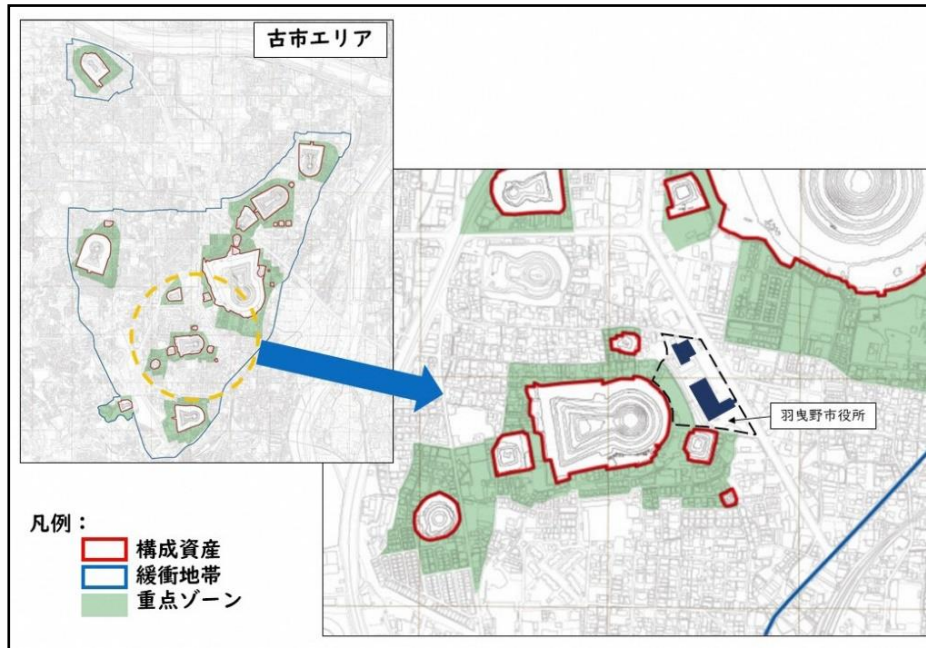 古市エリア
羽曳野市役所
凡例：
構成資産
緩衝地帯
重点ゾーン